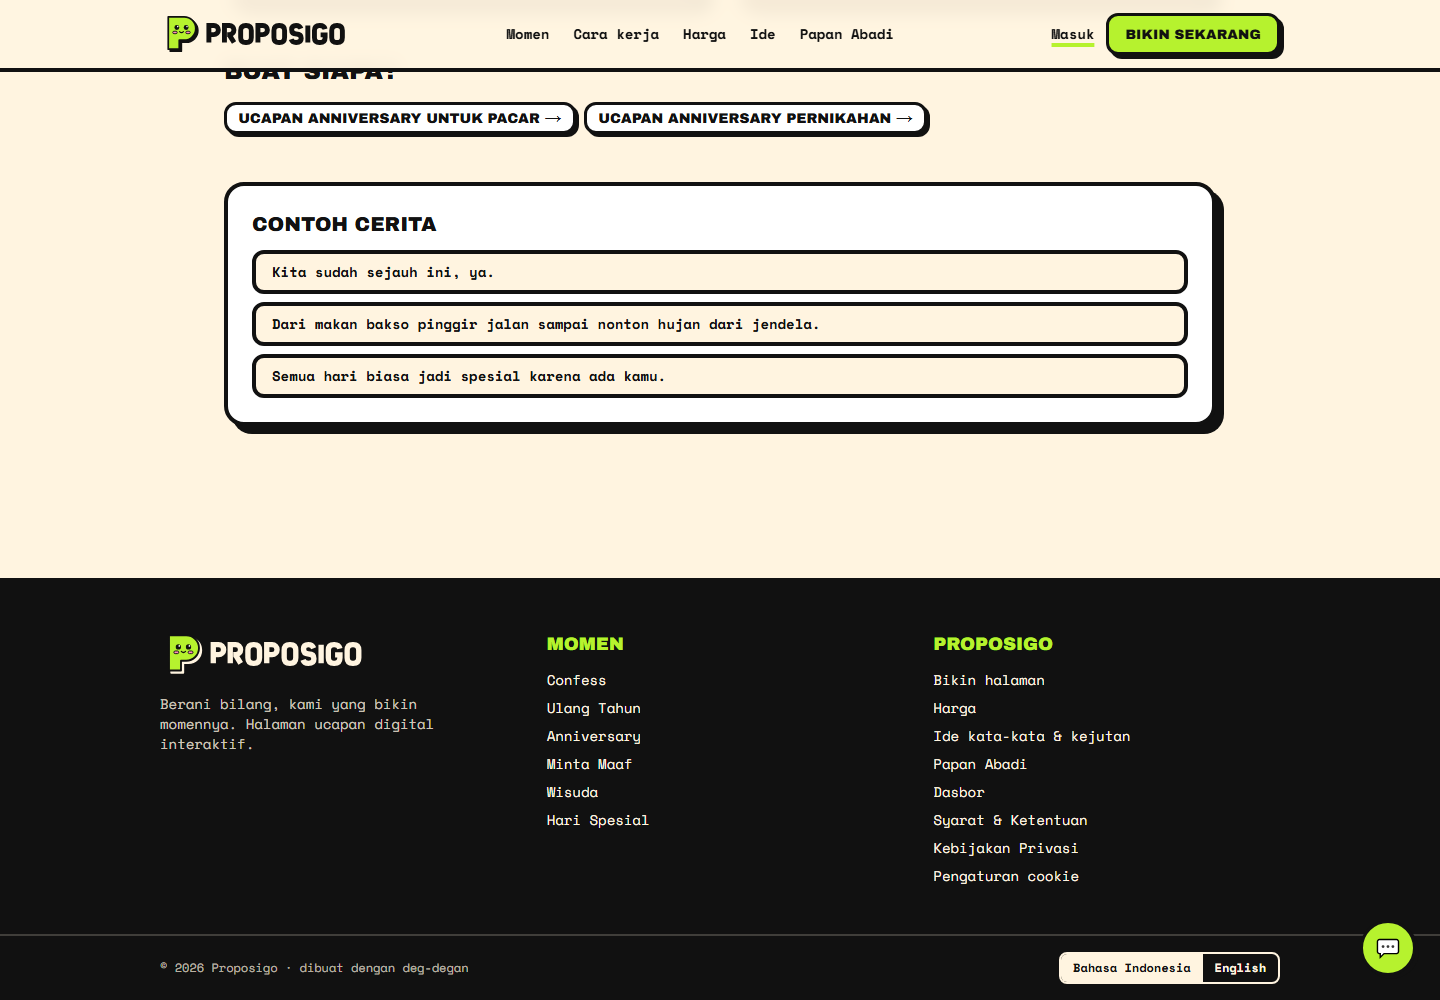 PROPOSIGO
Momen
Cara kerja
Harga
Ide
Papan Abadi
Masuk
BIKIN SEKARANG
BUAT SIAPA?
UCAPAN ANNIVERSARY UNTUK PACAR →
UCAPAN ANNIVERSARY PERNIKAHAN →
CONTOH CERITA
Kita sudah sejauh ini, ya.
Dari makan bakso pinggir jalan sampai nonton hujan dari jendela.
Semua hari biasa jadi spesial karena ada kamu.
PROPOSIGO
Berani bilang, kami yang bikin
momennya. Halaman ucapan digital
interaktif.
MOMEN
Confess
Ulang Tahun
Anniversary
Minta Maaf
Wisuda
Hari Spesial
PROPOSIGO
Bikin halaman
Harga
Ide kata-kata & kejutan
Papan Abadi
Dasbor
Syarat & Ketentuan
Kebijakan Privasi
Pengaturan cookie
© 2026 Proposigo · dibuat dengan deg-degan
Bahasa Indonesia
English